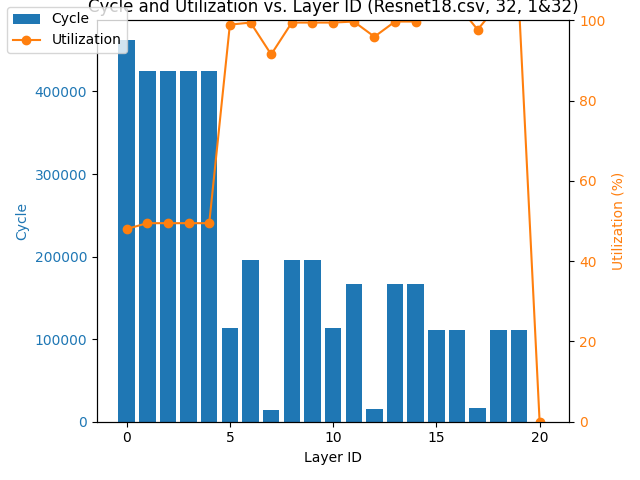 Cycle and Utilization vs. Layer ID (Resnet18.csv, 32, 1&32)
Cycle
Utilization
400000
300000
200000
100000
0
Cycle
100
80
60
40
20
0
Utilization (%)
0
5
10
15
20
Layer ID